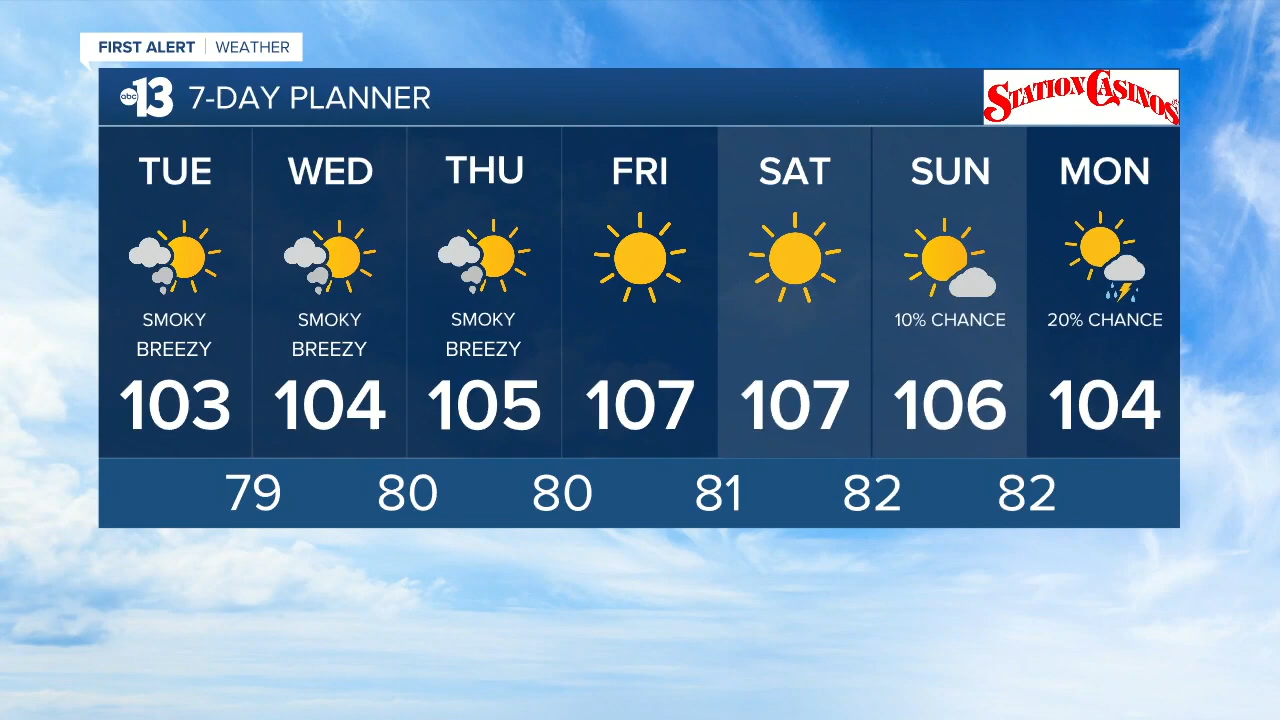 FIRST ALERT | WEATHER
abc 13 7-DAY PLANNER
STATION CASINOS
TUE WED THU FRI SAT SUN MON
SMOKY SMOKY SMOKY 10% CHANCE 20% CHANCE
BREEZY BREEZY BREEZY
103 104 105 107 107 106 104
79 80 80 81 82 82